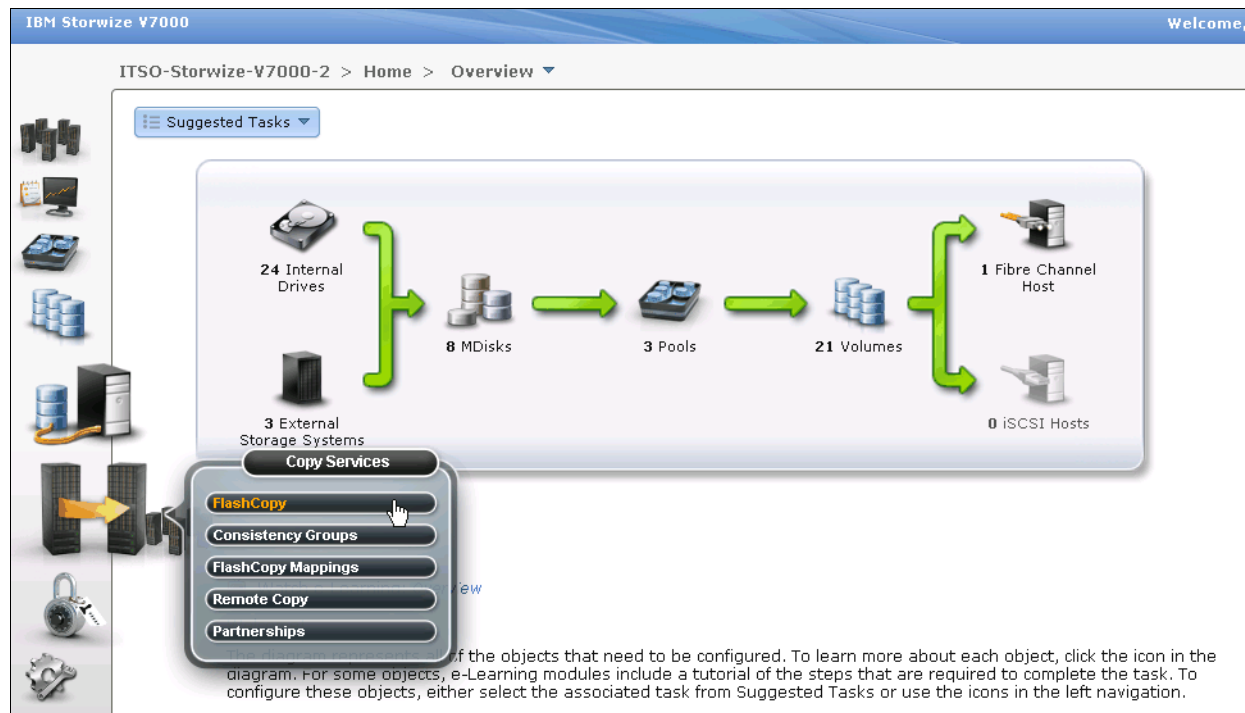 IBM Storwize V7000
Welcome,
ITSO-Storwize-V7000-2 > Home > Overview
Suggested Tasks
24 Internal
Drives
8 MDisks
3 Pools
21 Volumes
1 Fibre Channel
Host
3 External
Storage Systems
0 iSCSI Hosts
Copy Services
FlashCopy
Consistency Groups
FlashCopy Mappings
Remote Copy
Partnerships
The diagram represents all of the objects that need to be configured. To learn more about each object, click the icon in the
diagram. For some objects, e-Learning modules include a tutorial of the steps that are required to complete the task. To
configure these objects, either select the associated task from Suggested Tasks or use the icons in the left navigation.